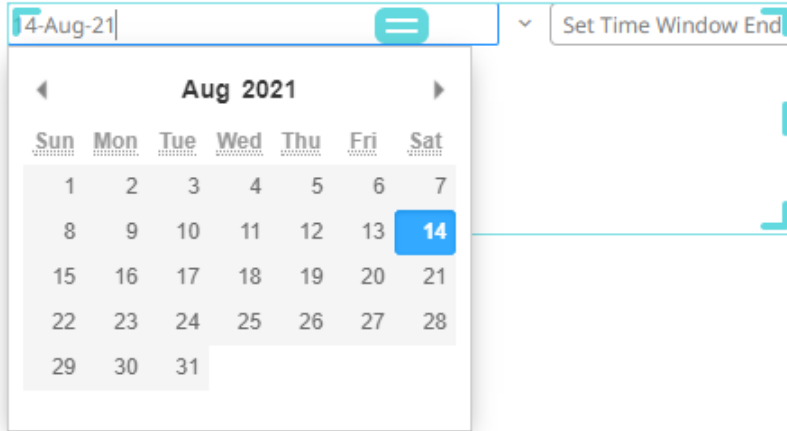 14-Aug-21 Set Time Window End
Aug 2021
Sun Mon Tue Wed Thu Fri Sat
1 2 3 4 5 6 7
8 9 10 11 12 13 14
15 16 17 18 19 20 21
22 23 24 25 26 27 28
29 30 31